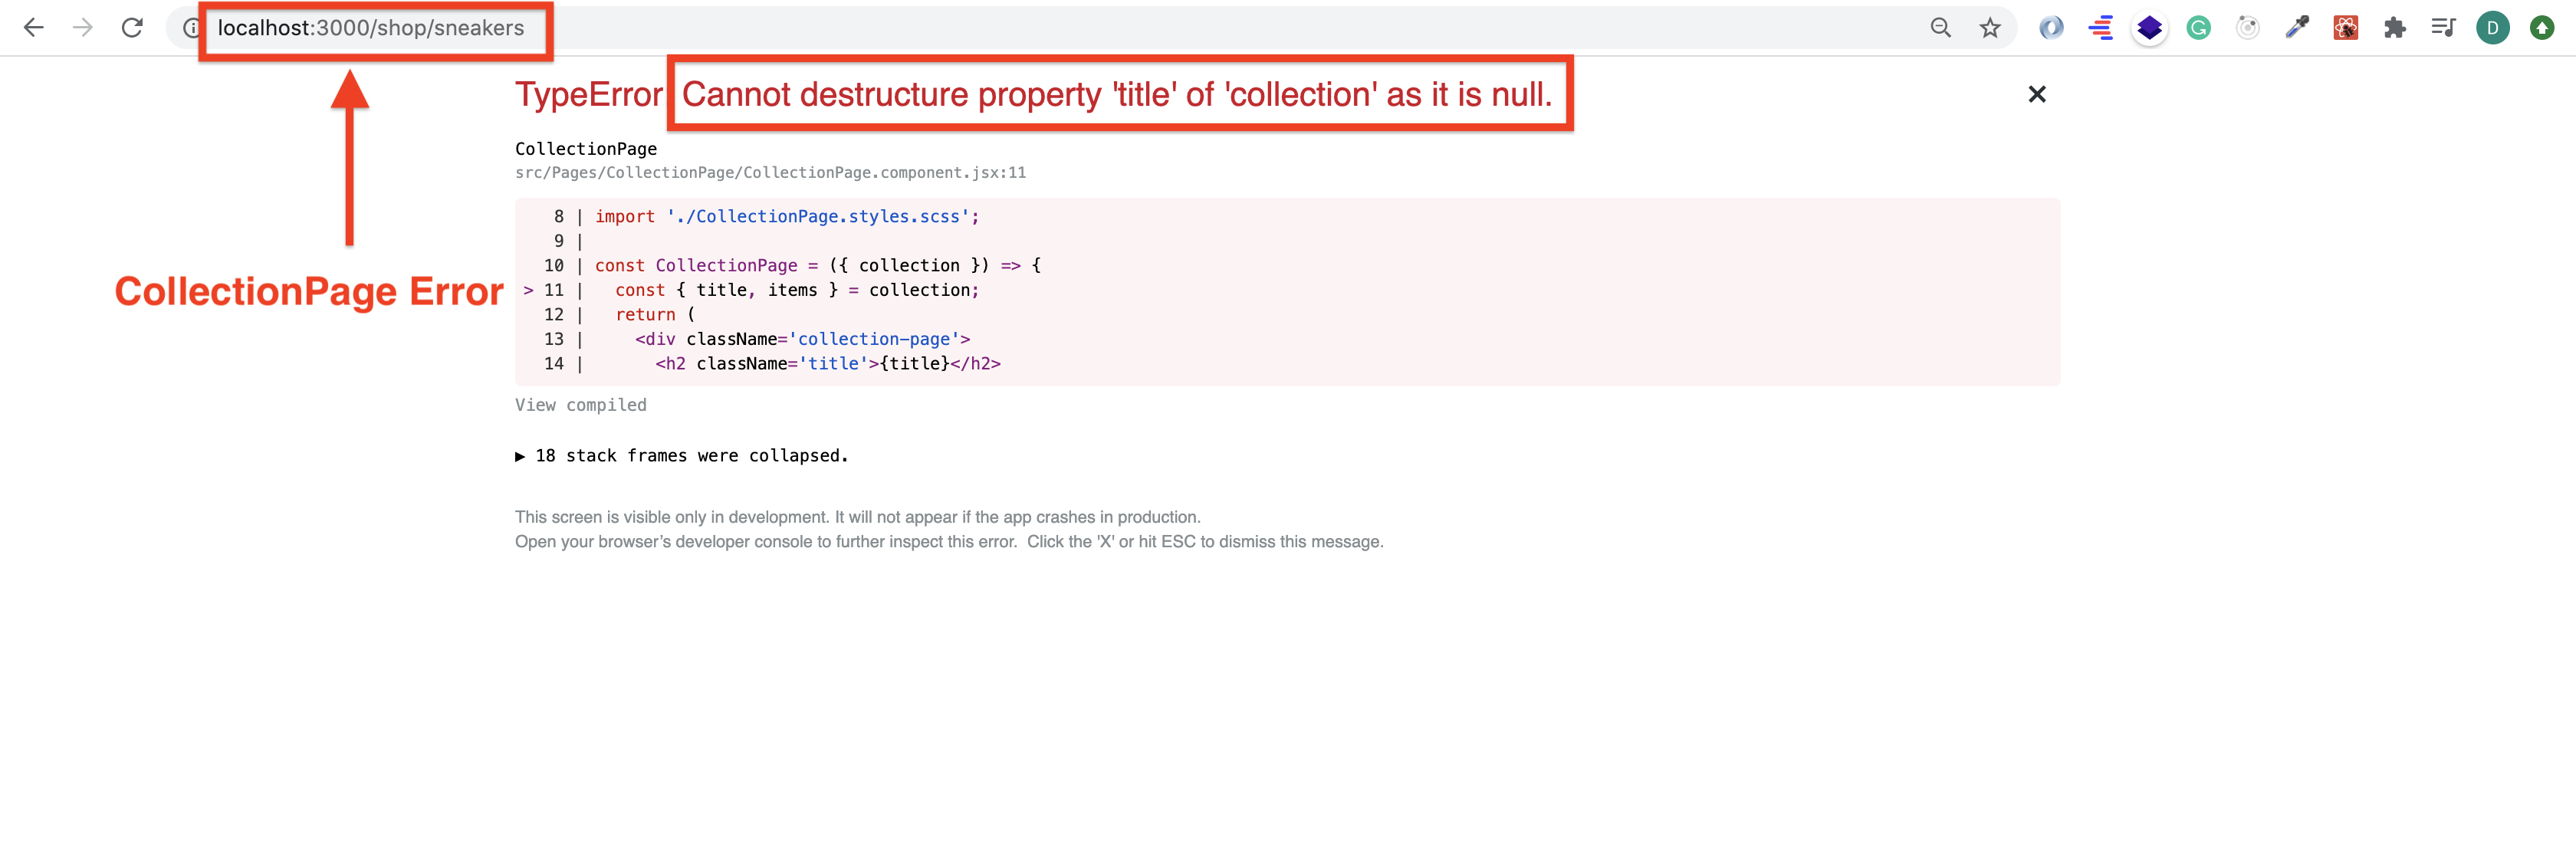 localhost:3000/shop/sneakers
D
TypeError: Cannot destructure property 'title' of 'collection' as it is null.
CollectionPage
src/Pages/CollectionPage/CollectionPage.component.jsx:11
8 | import './CollectionPage.styles.scss';
9 |
10 | const CollectionPage = ({ collection }) => {
> 11 | const { title, items } = collection;
12 | return (
13 | <div className='collection-page'>
14 | <h2 className='title'>{title}</h2>
CollectionPage Error
View compiled
▶ 18 stack frames were collapsed.
This screen is visible only in development. It will not appear if the app crashes in production.
Open your browser’s developer console to further inspect this error.  Click the 'X' or hit ESC to dismiss this message.